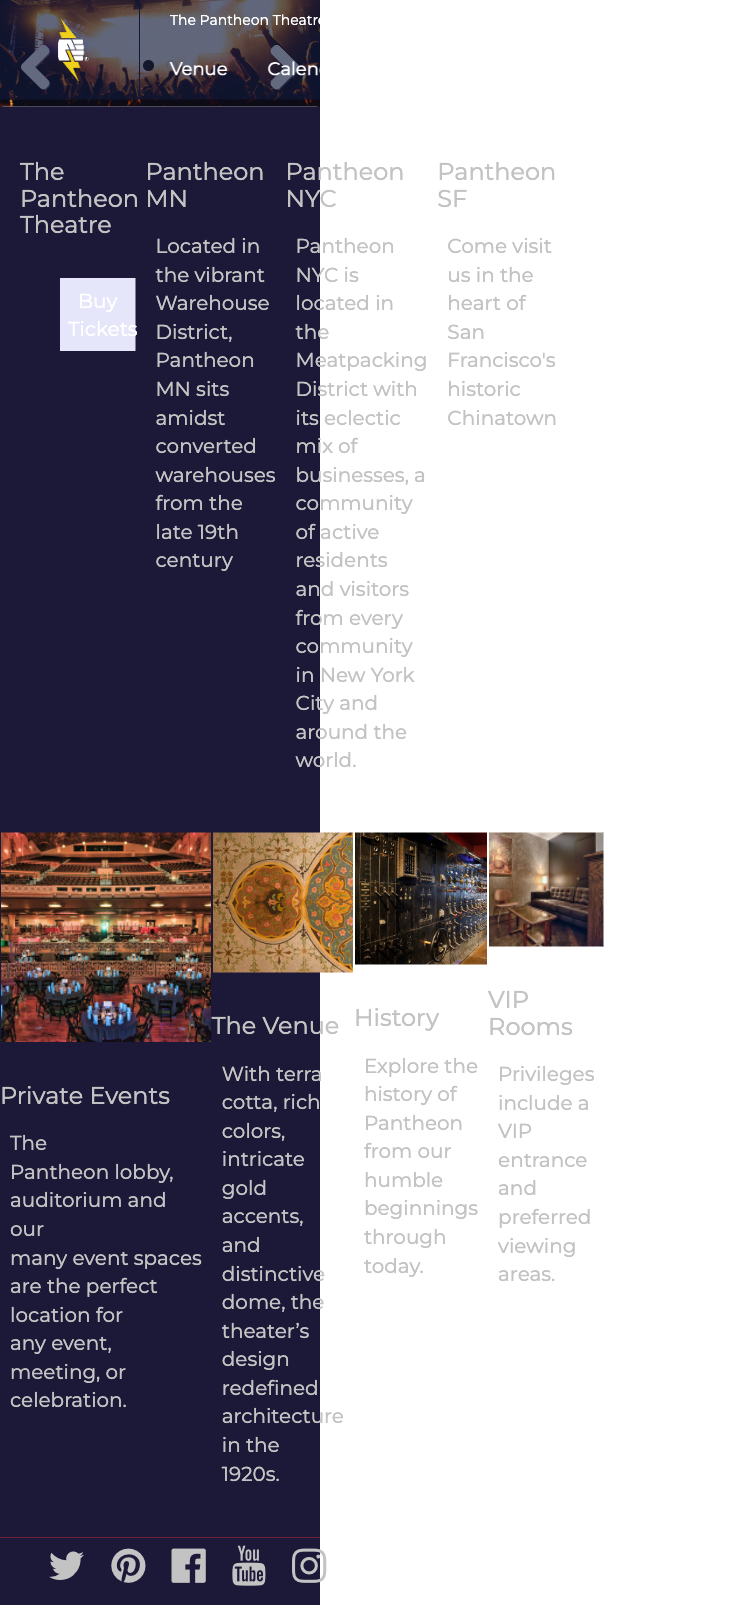 The Pantheon Theatre
Venue
Calen
The
Pantheon
Theatre
Buy
Tickets
Pantheon
MN
Located in
the vibrant
Warehouse
District,
Pantheon
MN sits
amidst
converted
warehouses
from the
late 19th
century
Pantheon
NYC
Pantheon
NYC is
located in
the
Meatpacking
District with
its eclectic
mix of
businesses, a
community
of active
residents
and visitors
from every
community
in New York
City and
around the
world.
Pantheon
SF
Come visit
us in the
heart of
San
Francisco's
historic
Chinatown
Private Events
The
Pantheon lobby,
auditorium and
our
many event spaces
are the perfect
location for
any event,
meeting, or
celebration.
The Venue
With terra
cotta, rich
colors,
intricate
gold
accents,
and
distinctive
dome, the
theater’s
design
redefined
architecture
in the
1920s.
History
Explore the
history of
Pantheon
from our
humble
beginnings
through
today.
VIP
Rooms
Privileges
include a
VIP
entrance
and
preferred
viewing
areas.
You
Tube